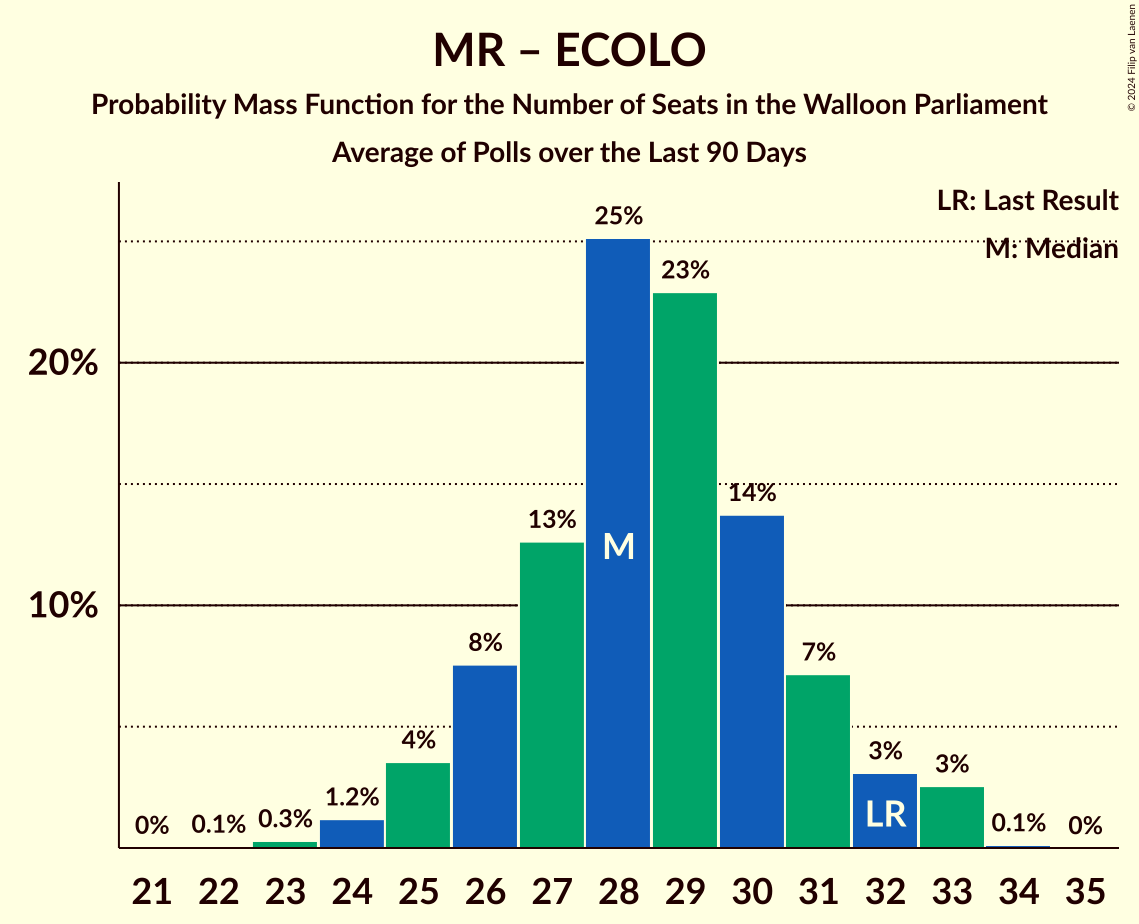 MR – ECOLO
Probability Mass Function for the Number of Seats in the Walloon Parliament
Average of Polls over the Last 90 Days
© 2024 Filip van Laenen
LR: Last Result
M: Median
20%
10%
0%
0.1%
0.3%
1.2%
4%
8%
13%
25%
23%
14%
7%
3%
3%
0.1%
0%
M
LR
21 22 23 24 25 26 27 28 29 30 31 32 33 34 35